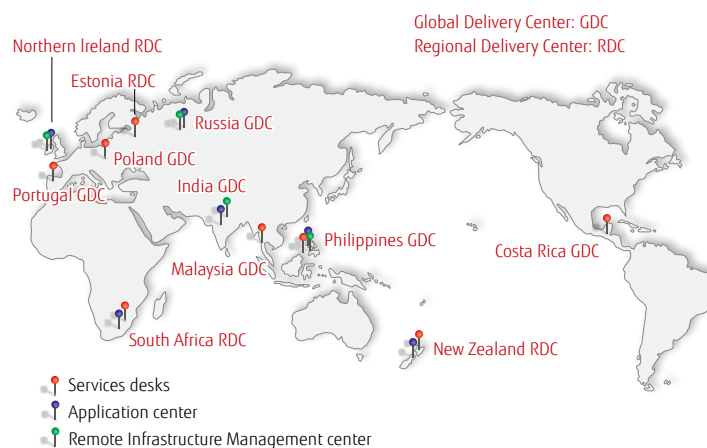 Global Delivery Center: GDC
Regional Delivery Center: RDC
Northern Ireland RDC
Estonia RDC
Russia GDC
Poland GDC
Portugal GDC
India GDC
Philippines GDC
Costa Rica GDC
Malaysia GDC
South Africa RDC
New Zealand RDC
Services desks
Application center
Remote Infrastructure Management center